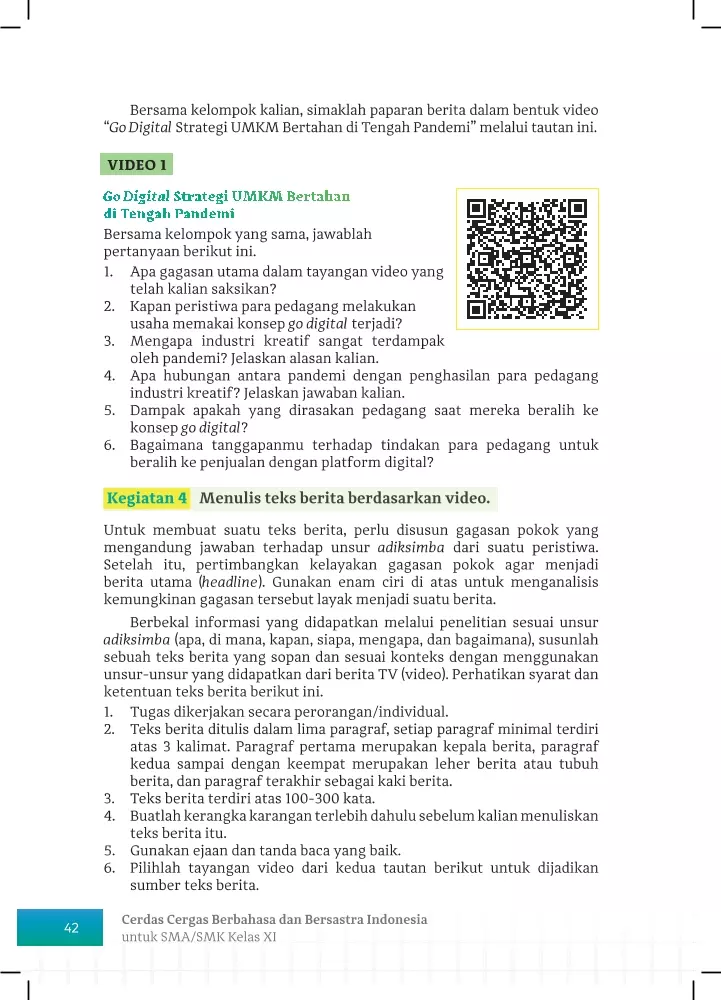 Bersama kelompok kalian, simaklah paparan berita dalam bentuk video
“Go Digital Strategi UMKM Bertahan di Tengah Pandemi” melalui tautan ini.
VIDEO 1
Go Digital Strategi UMKM Bertahan
di Tengah Pandemi
Bersama kelompok yang sama, jawablah
pertanyaan berikut ini.
1. Apa gagasan utama dalam tayangan video yang
telah kalian saksikan?
2. Kapan peristiwa para pedagang melakukan
usaha memakai konsep go digital terjadi?
3. Mengapa industri kreatif sangat terdampak
oleh pandemi? Jelaskan alasan kalian.
4. Apa hubungan antara pandemi dengan penghasilan para pedagang
industri kreatif? Jelaskan jawaban kalian.
5. Dampak apakah yang dirasakan pedagang saat mereka beralih ke
konsep go digital?
6. Bagaimana tanggapanmu terhadap tindakan para pedagang untuk
beralih ke penjualan dengan platform digital?
Kegiatan 4 Menulis teks berita berdasarkan video.
Untuk membuat suatu teks berita, perlu disusun gagasan pokok yang
mengandung jawaban terhadap unsur adiksimba dari suatu peristiwa.
Setelah itu, pertimbangkan kelayakan gagasan pokok agar menjadi
berita utama (headline). Gunakan enam ciri di atas untuk menganalisis
kemungkinan gagasan tersebut layak menjadi suatu berita.
Berbekal informasi yang didapatkan melalui penelitian sesuai unsur
adiksimba (apa, di mana, kapan, siapa, mengapa, dan bagaimana), susunlah
sebuah teks berita yang sopan dan sesuai konteks dengan menggunakan
unsur-unsur yang didapatkan dari berita TV (video). Perhatikan syarat dan
ketentuan teks berita berikut ini.
1. Tugas dikerjakan secara perorangan/individual.
2. Teks berita ditulis dalam lima paragraf, setiap paragraf minimal terdiri
atas 3 kalimat. Paragraf pertama merupakan kepala berita, paragraf
kedua sampai dengan keempat merupakan leher berita atau tubuh
berita, dan paragraf terakhir sebagai kaki berita.
3. Teks berita terdiri atas 100-300 kata.
4. Buatlah kerangka karangan terlebih dahulu sebelum kalian menuliskan
teks berita itu.
5. Gunakan ejaan dan tanda baca yang baik.
6. Pilihlah tayangan video dari kedua tautan berikut untuk dijadikan
sumber teks berita.
42
Cerdas Cergas Berbahasa dan Bersastra Indonesia
untuk SMA/SMK Kelas XI